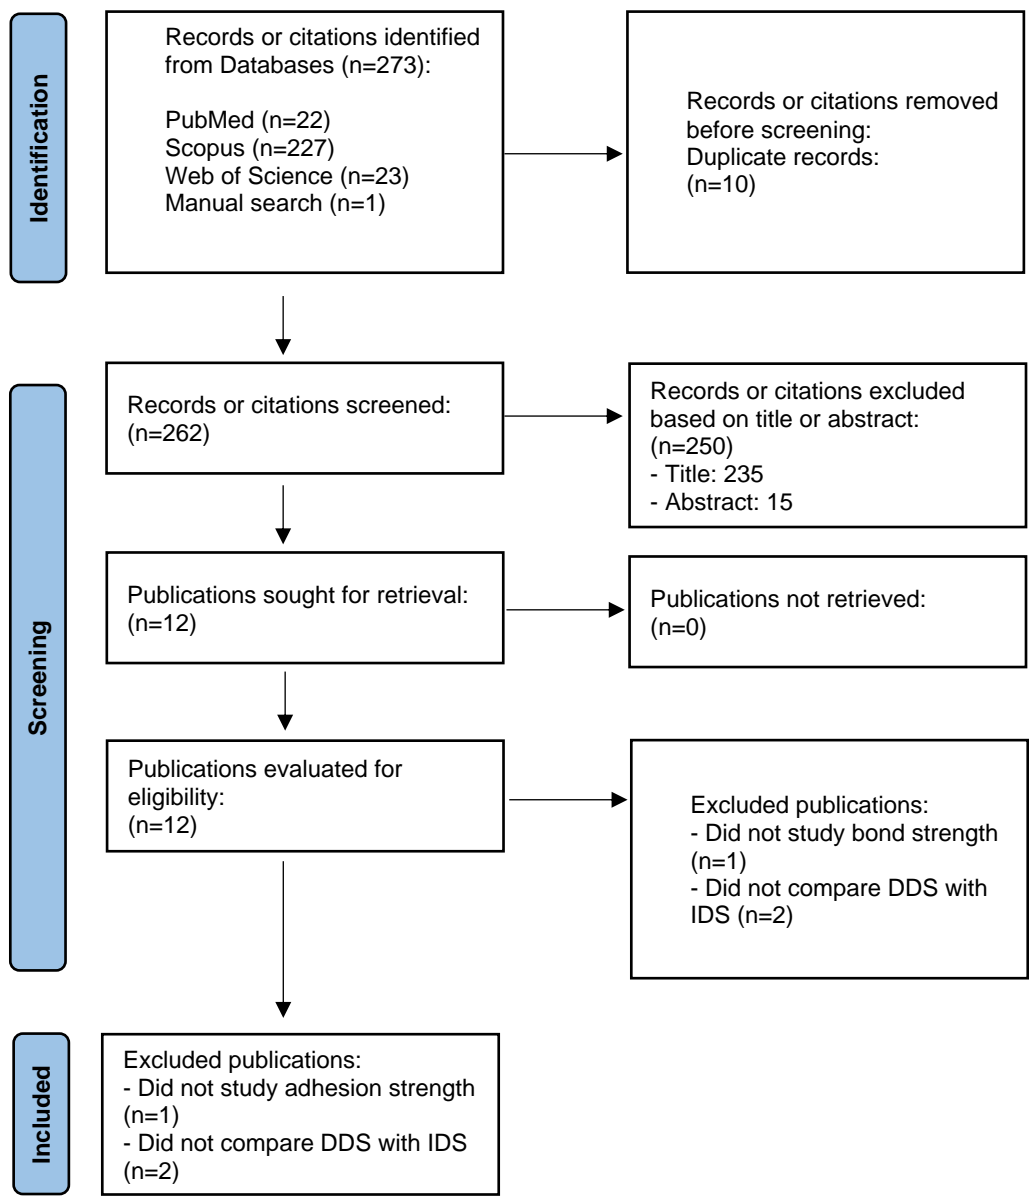 Identification
Records or citations identified
from Databases (n=273):
PubMed (n=22)
Scopus (n=227)
Web of Science (n=23)
Manual search (n=1)
Records or citations removed
before screening:
Duplicate records:
(n=10)
Screening
Records or citations screened:
(n=262)
Records or citations excluded
based on title or abstract:
(n=250)
- Title: 235
- Abstract: 15
Publications sought for retrieval:
(n=12)
Publications not retrieved:
(n=0)
Publications evaluated for
eligibility:
(n=12)
Excluded publications:
- Did not study bond strength
(n=1)
- Did not compare DDS with
IDS (n=2)
Included
Excluded publications:
- Did not study adhesion strength
(n=1)
- Did not compare DDS with IDS
(n=2)